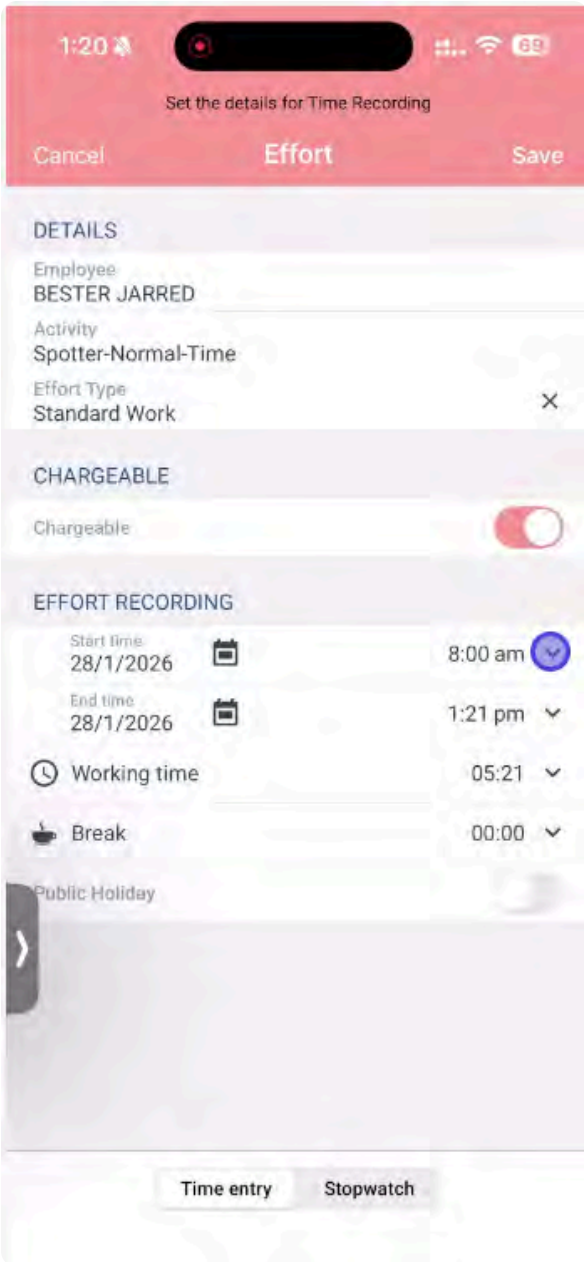 1:20
69
Set the details for Time Recording
Cancel Effort Save
DETAILS
Employee
BESTER JARRED
Activity
Spotter-Normal-Time
Effort Type
Standard Work
CHARGEABLE
Chargeable
EFFORT RECORDING
Start time
28/1/2026 8:00 am
End time
28/1/2026 1:21 pm
Working time 05:21
Break 00:00
Public Holiday
Time entry Stopwatch